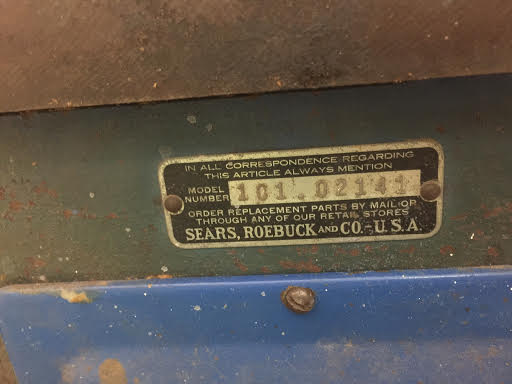 IN ALL CORRESPONDENCE REGARDING
THIS ARTICLE ALWAYS MENTION
MODEL NUMBER 101.02141
ORDER REPLACEMENT PARTS BY MAIL OR
THROUGH ANY OF OUR RETAIL STORES
SEARS, ROEBUCK AND CO.-U.S.A.